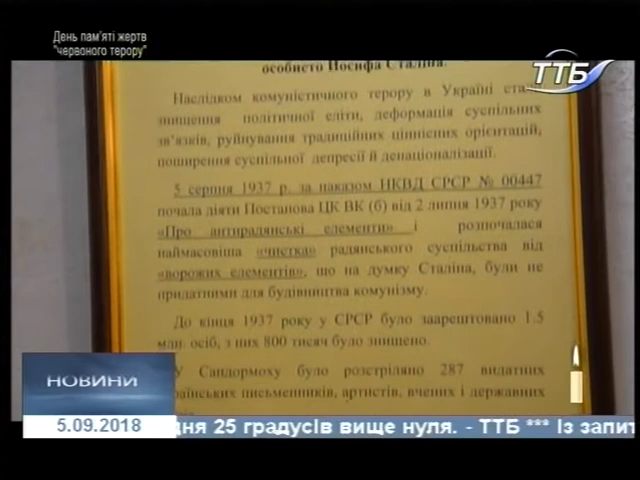 День пам'яті жертв
"червоного терору"
ТТБ
особисто Йосифа Сталіна.
Наслідком комуністичного терору в Україні стало
знищення політичної еліти, деформація суспільних
зв'язків, руйнування традиційних ціннісних орієнтацій,
поширення суспільної депресії й денаціоналізації.
5 серпня 1937 р. за наказом НКВД СРСР № 00447
почала діяти Постанова ЦК ВК (б) від 2 липня 1937 року
«Про антирадянські елементи» і розпочалася
наймасовіша «чистка» радянського суспільства від
«ворожих елементів», що на думку Сталіна, були не
придатними для будівництва комунізму.
До кінця 1937 року у СРСР було заарештовано 1.5
млн. осіб, з них 800 тисяч було знищено.
У Сандормоху було розстріляно 287 видатних
українських письменників, артистів, вчених і державних
НОВИНИ
5.09.2018
дня 25 градусів вище нуля. - ТТБ *** Із запит